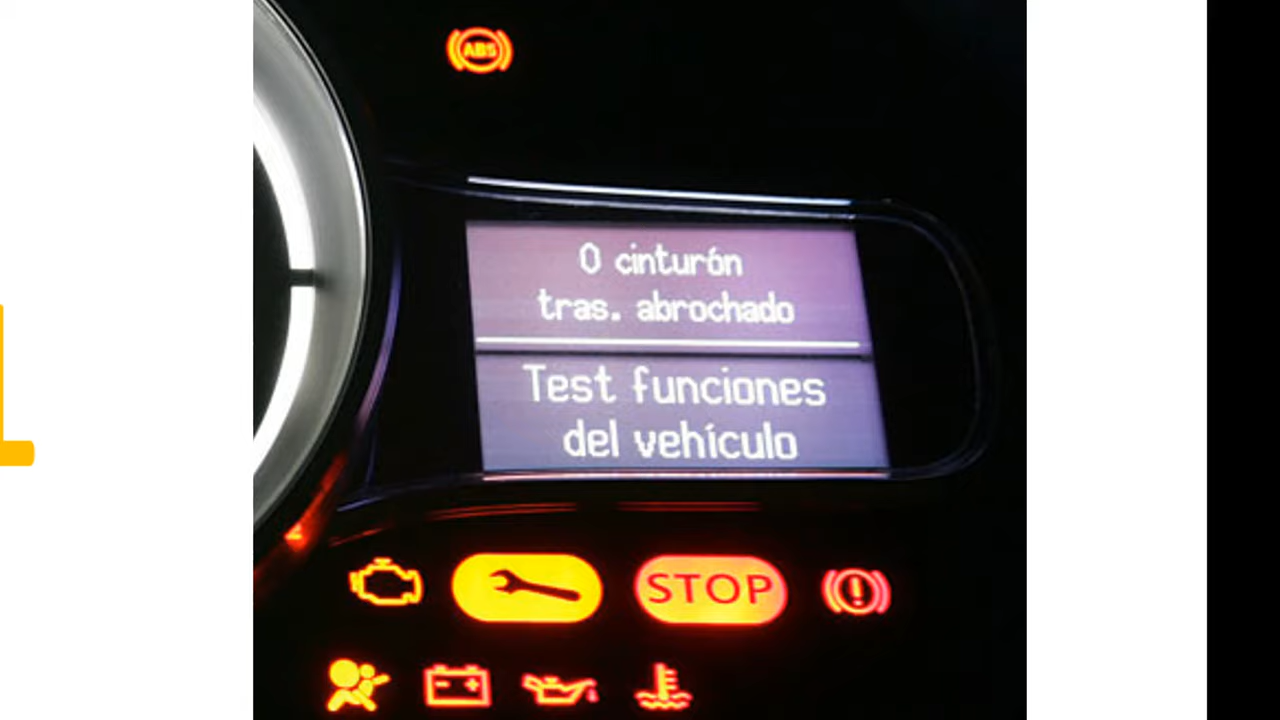 ABS
0 cinturón
tras. abrochado
Test funciones
del vehículo
STOP